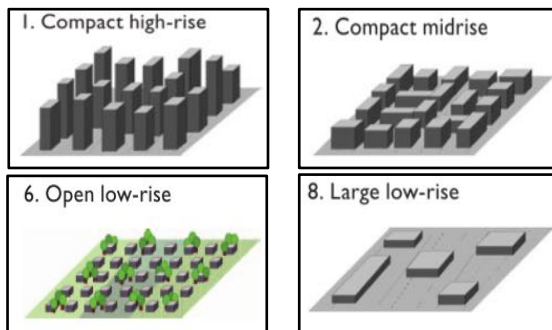 1. Compact high-rise
2. Compact midrise
6. Open low-rise
8. Large low-rise